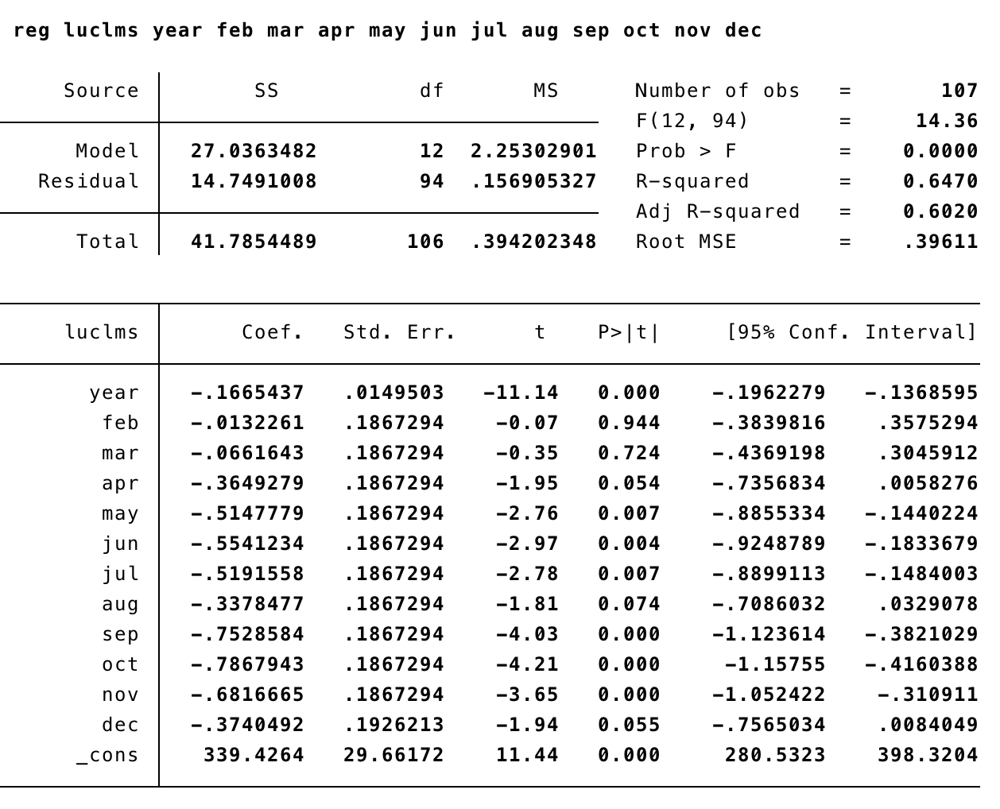 reg luclms year feb mar apr may jun jul aug sep oct nov dec
Source SS df MS Number of obs = 107
F(12, 94) = 14.36
Model 27.0363482 12 2.25302901 Prob > F = 0.0000
Residual 14.7491008 94 .156905327 R-squared = 0.6470
Adj R-squared = 0.6020
Total 41.7854489 106 .394202348 Root MSE = .39611
luclms Coef. Std. Err. t P>|t| [95% Conf. Interval]
year -.1665437 .0149503 -11.14 0.000 -.1962279 -.1368595
feb -.0132261 .1867294 -0.07 0.944 -.3839816 .3575294
mar -.0661643 .1867294 -0.35 0.724 -.4369198 .3045912
apr -.3649279 .1867294 -1.95 0.054 -.7356834 .0058276
may -.5147779 .1867294 -2.76 0.007 -.8855334 -.1440224
jun -.5541234 .1867294 -2.97 0.004 -.9248789 -.1833679
jul -.5191558 .1867294 -2.78 0.007 -.8899113 -.1484003
aug -.3378477 .1867294 -1.81 0.074 -.7086032 .0329078
sep -.7528584 .1867294 -4.03 0.000 -1.123614 -.3821029
oct -.7867943 .1867294 -4.21 0.000 -1.15755 -.4160388
nov -.6816665 .1867294 -3.65 0.000 -1.052422 -.310911
dec -.3740492 .1926213 -1.94 0.055 -.7565034 .0084049
_cons 339.4264 29.66172 11.44 0.000 280.5323 398.3204